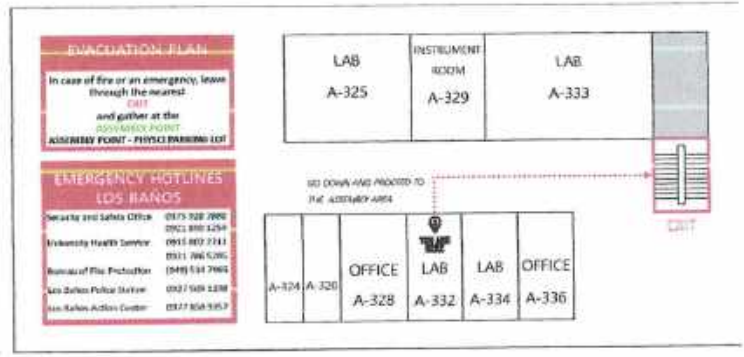 EVACUATION PLAN
In case of fire or an emergency, leave
through the nearest
EXIT
and gather at the
ASSEMBLY POINT
ASSEMBLY POINT - PHYSCI PARKING LOT
EMERGENCY HOTLINES
LOS BAÑOS
Security and Safety Office
University Health Service
Bureau of Fire Protection
Los Baños Police Station
Los Baños Action Center
LAB
A-325
INSTRUMENT
ROOM
A-329
LAB
A-333
GO DOWN AND PROCEED TO
THE ASSEMBLY AREA
EXIT
A-324
A-326
OFFICE
A-328
LAB
A-332
LAB
A-334
OFFICE
A-336